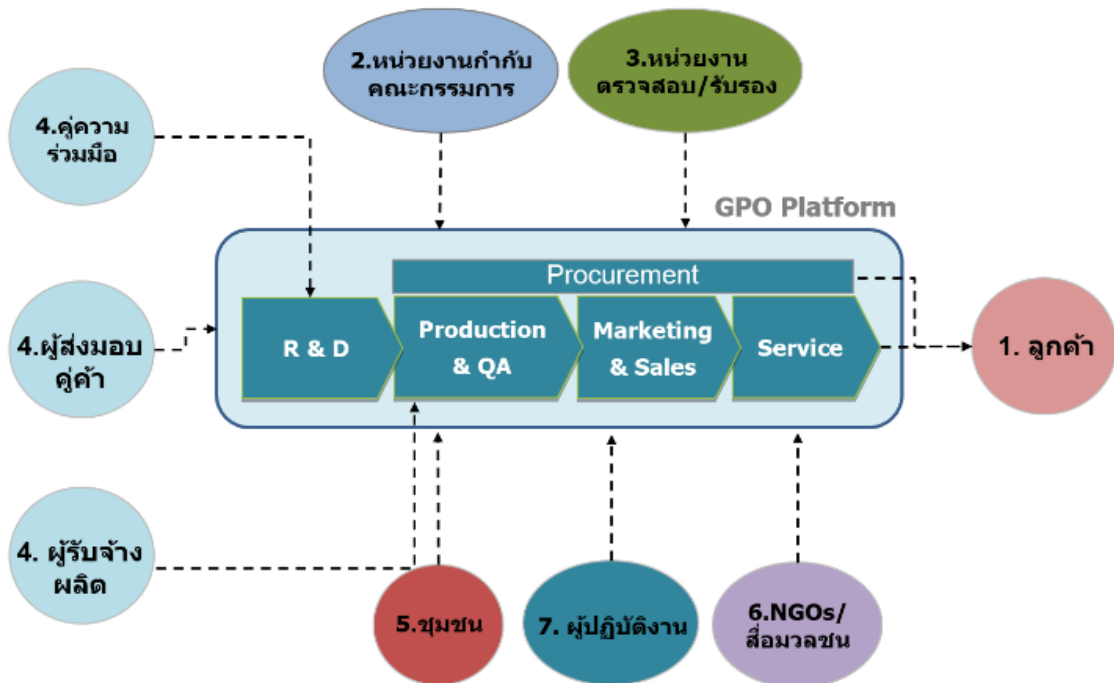 2.หน่วยงานกำกับ
คณะกรรมการ
3.หน่วยงาน
ตรวจสอบ/รับรอง
4.คู่ความ
ร่วมมือ
GPO Platform
Procurement
R & D
Production
& QA
Marketing
& Sales
Service
4.ผู้ส่งมอบ
คู่ค้า
1. ลูกค้า
4. ผู้รับจ้าง
ผลิต
5.ชุมชน
7. ผู้ปฏิบัติงาน
6.NGOs/
สื่อมวลชน